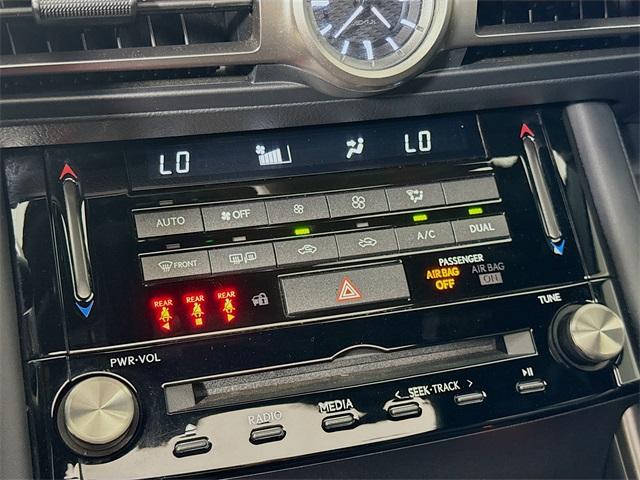 LO
LO
AUTO
OFF
FRONT
A/C
DUAL
REAR
REAR
REAR
PASSENGER
AIR BAG
OFF
AIR BAG
ON
PWR·VOL
TUNE
RADIO
MEDIA
< SEEK·TRACK >